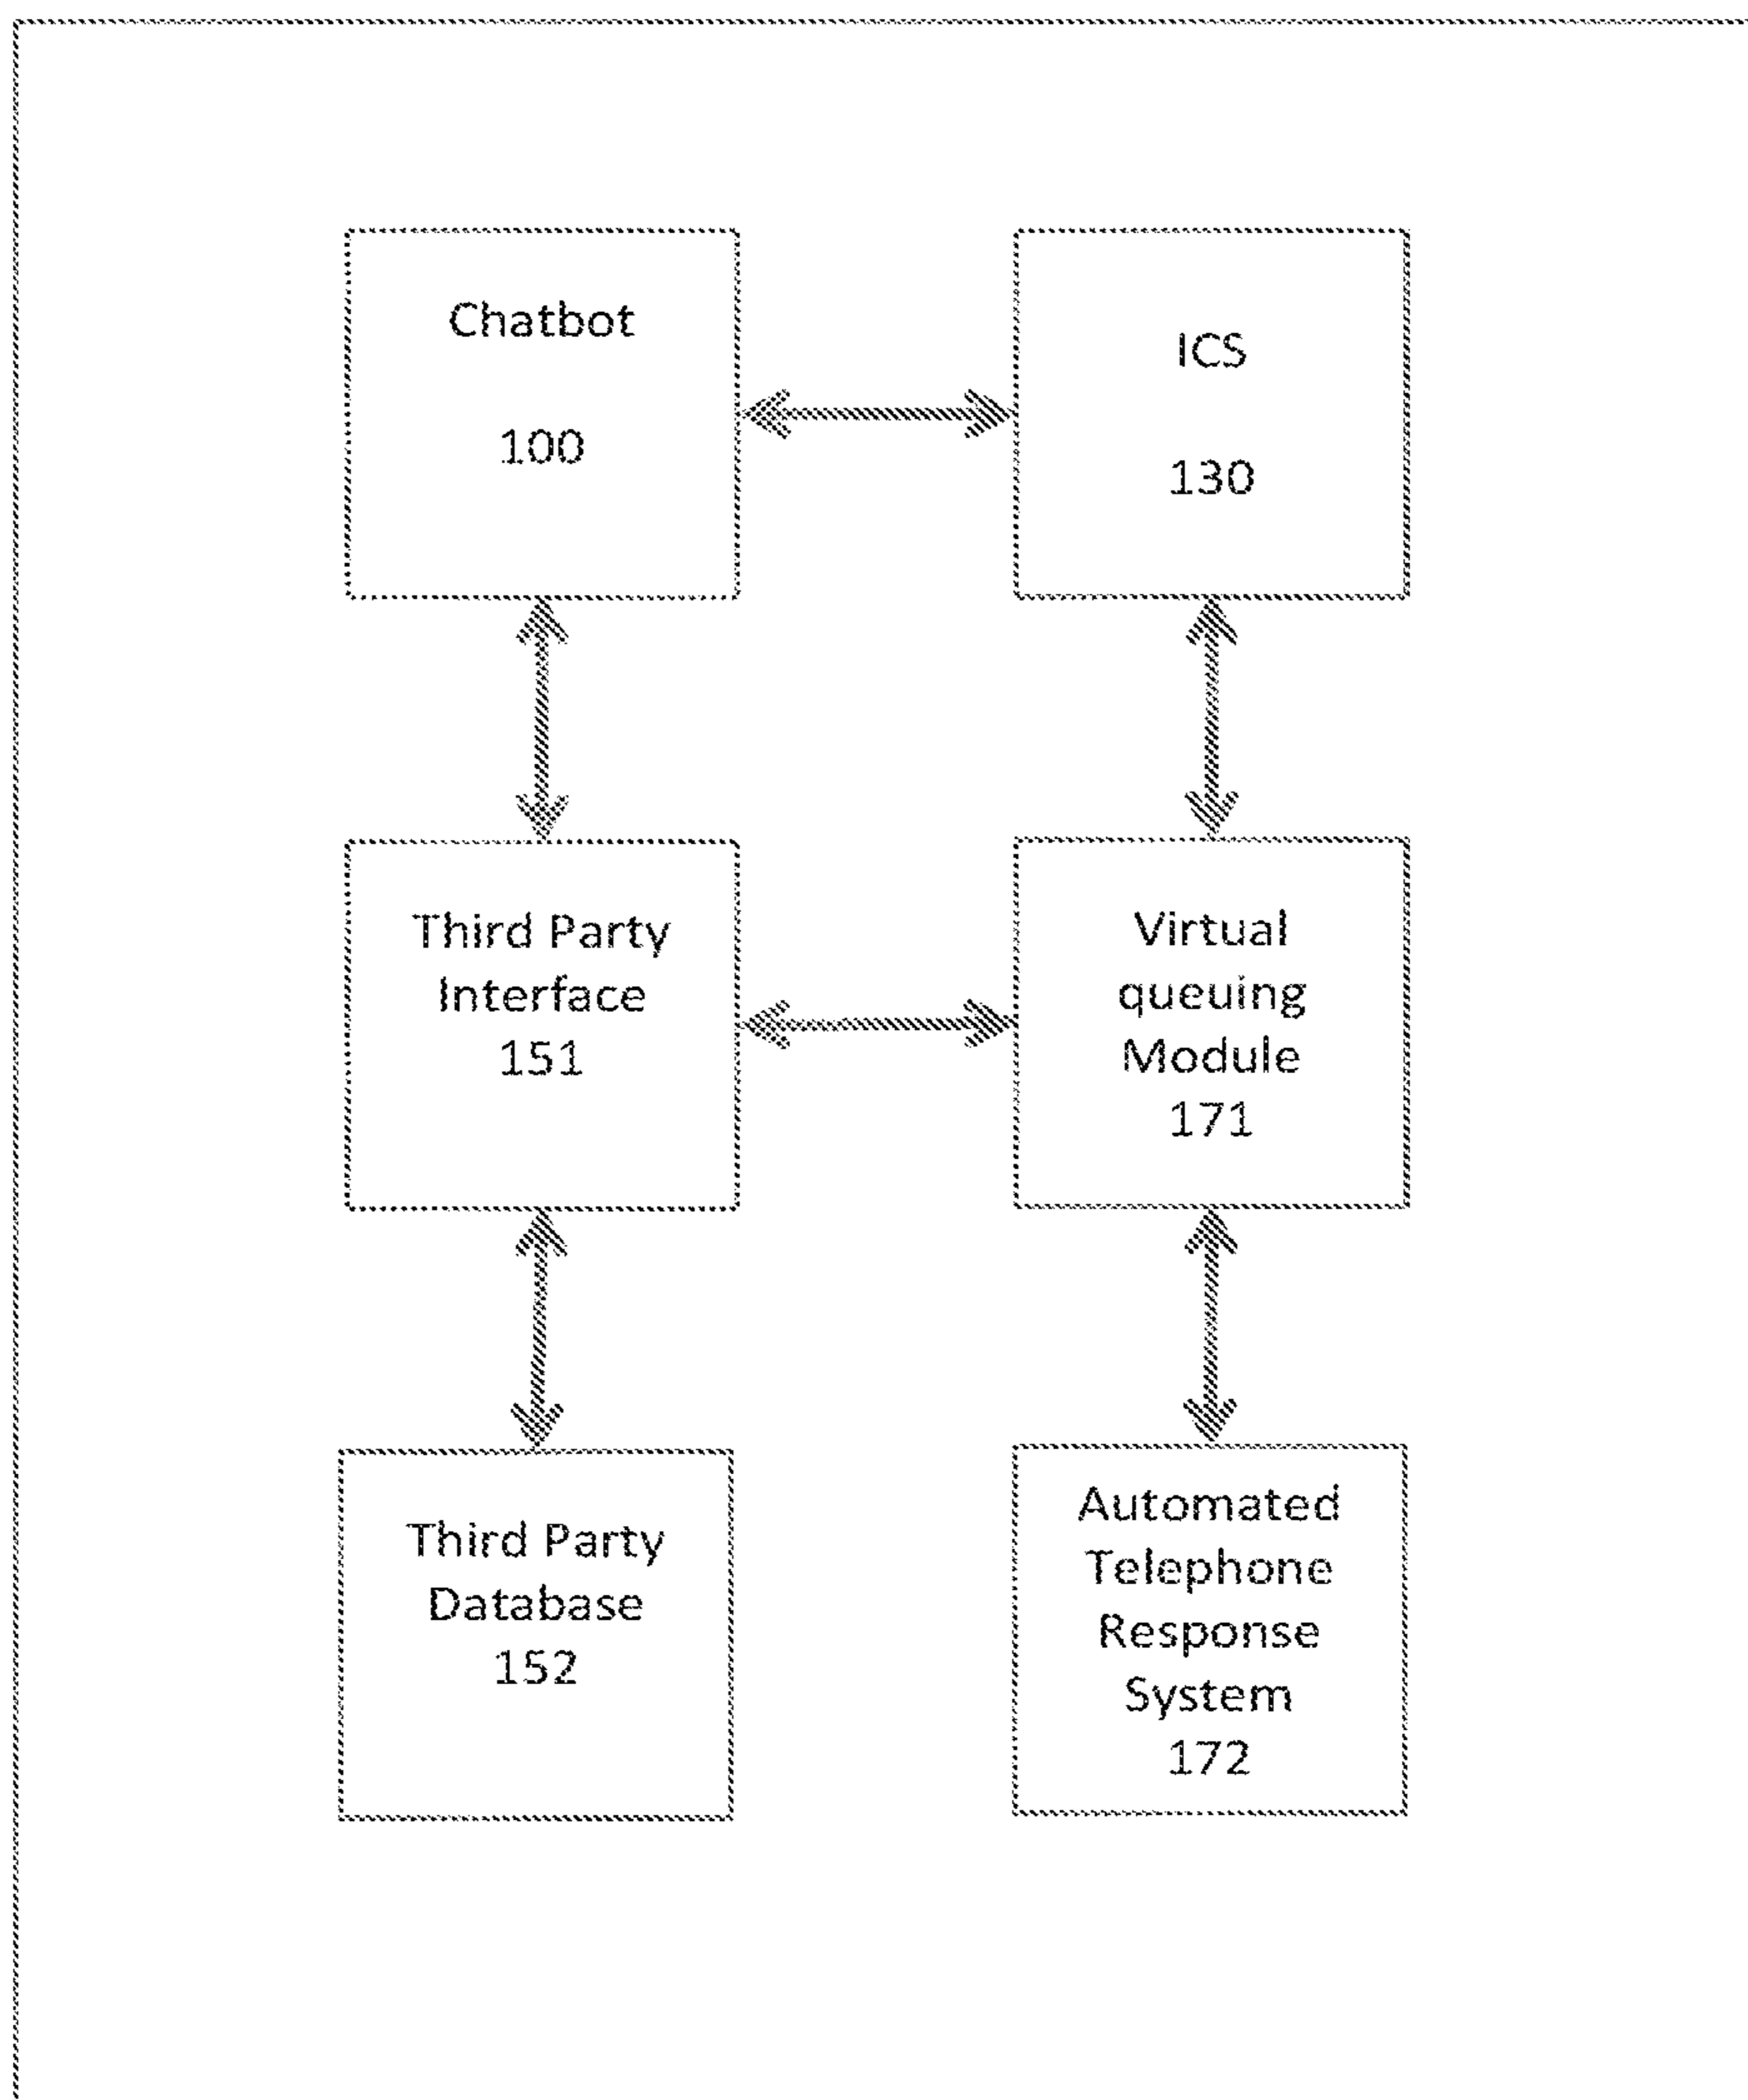 Chatbot
100
ICS
130
Third Party
Interface
151
Virtual
queuing
Module
171
Third Party
Database
152
Automated
Telephone
Response
System
172